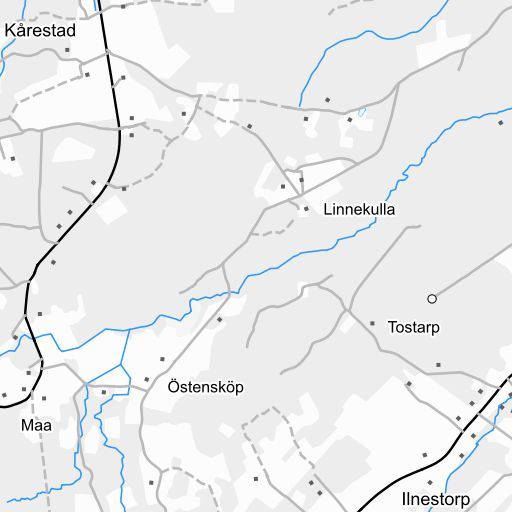 Kårestad
Linnekulla
Tostarp
Östensköp
Maa
Ilnestorp